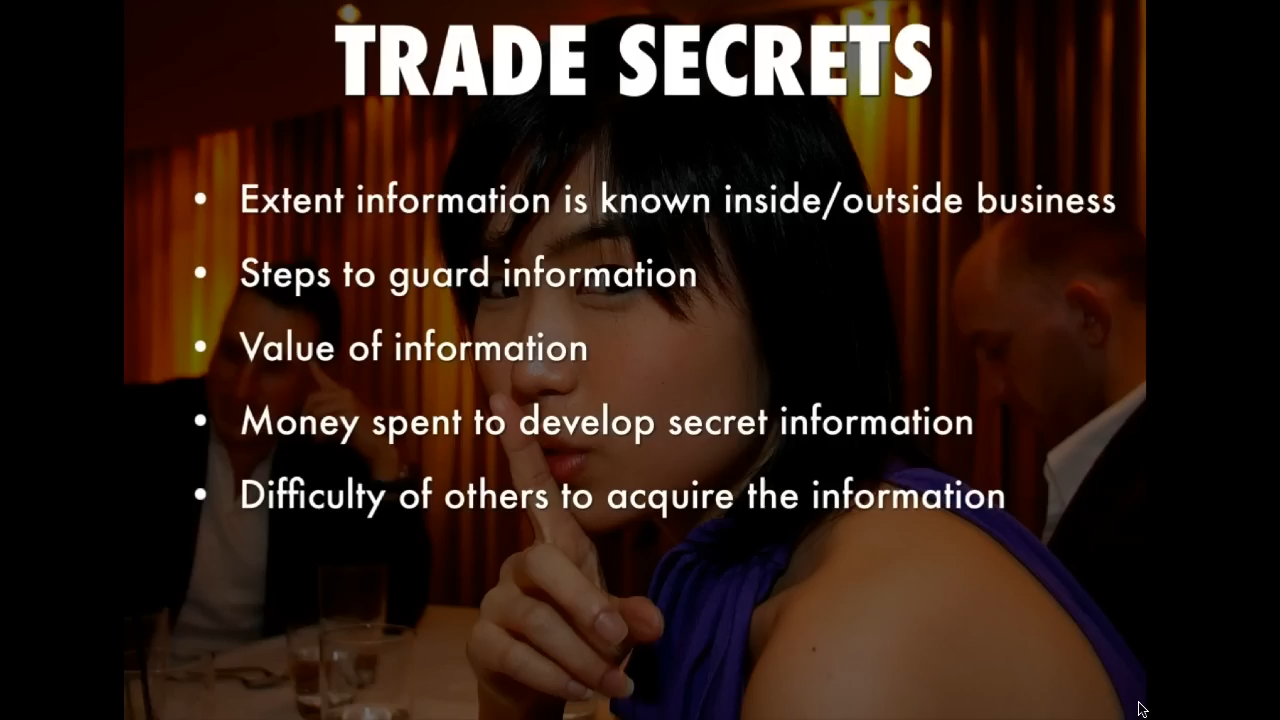 TRADE SECRETS
• Extent information is known inside/outside business
• Steps to guard information
• Value of information
• Money spent to develop secret information
• Difficulty of others to acquire the information